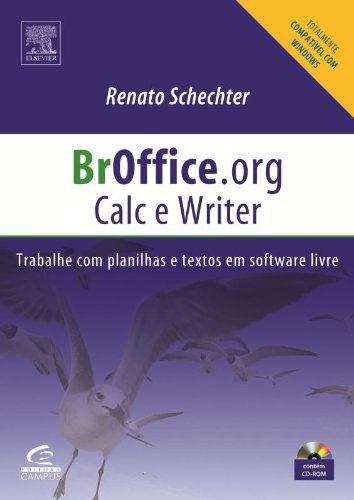 ELSEVIER
TOTALMENTE
COMPATÍVEL COM
WINDOWS
Renato Schechter
BrOffice.org
Calc e Writer
Trabalhe com planilhas e textos em software livre
EDITORA
CAMPUS
contém
CD-ROM